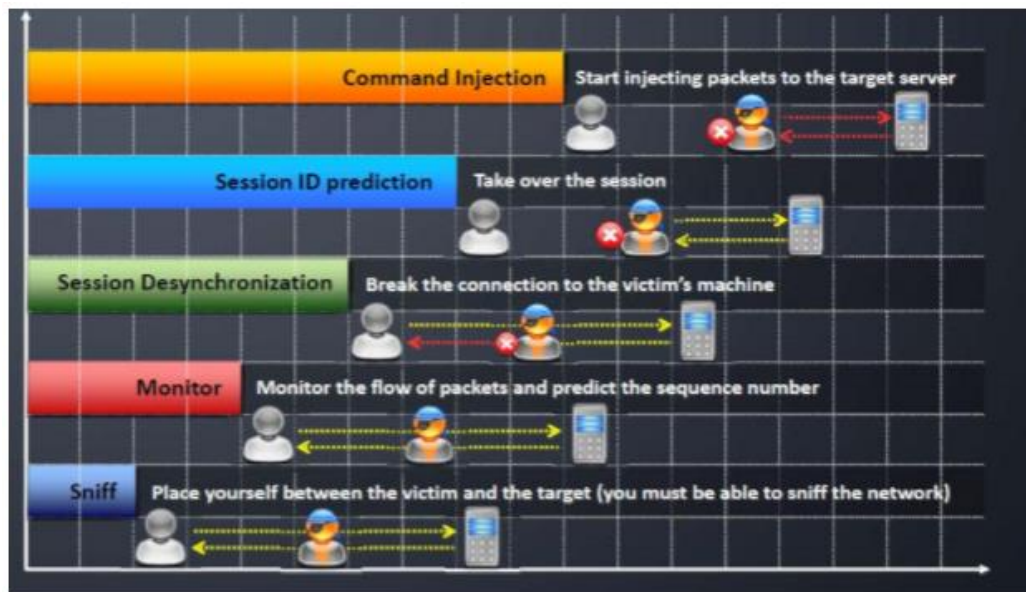 Command Injection
Start injecting packets to the target server
Session ID prediction
Take over the session
Session Desynchronization
Break the connection to the victim's machine
Monitor
Monitor the flow of packets and predict the sequence number
Sniff
Place yourself between the victim and the target (you must be able to sniff the network)